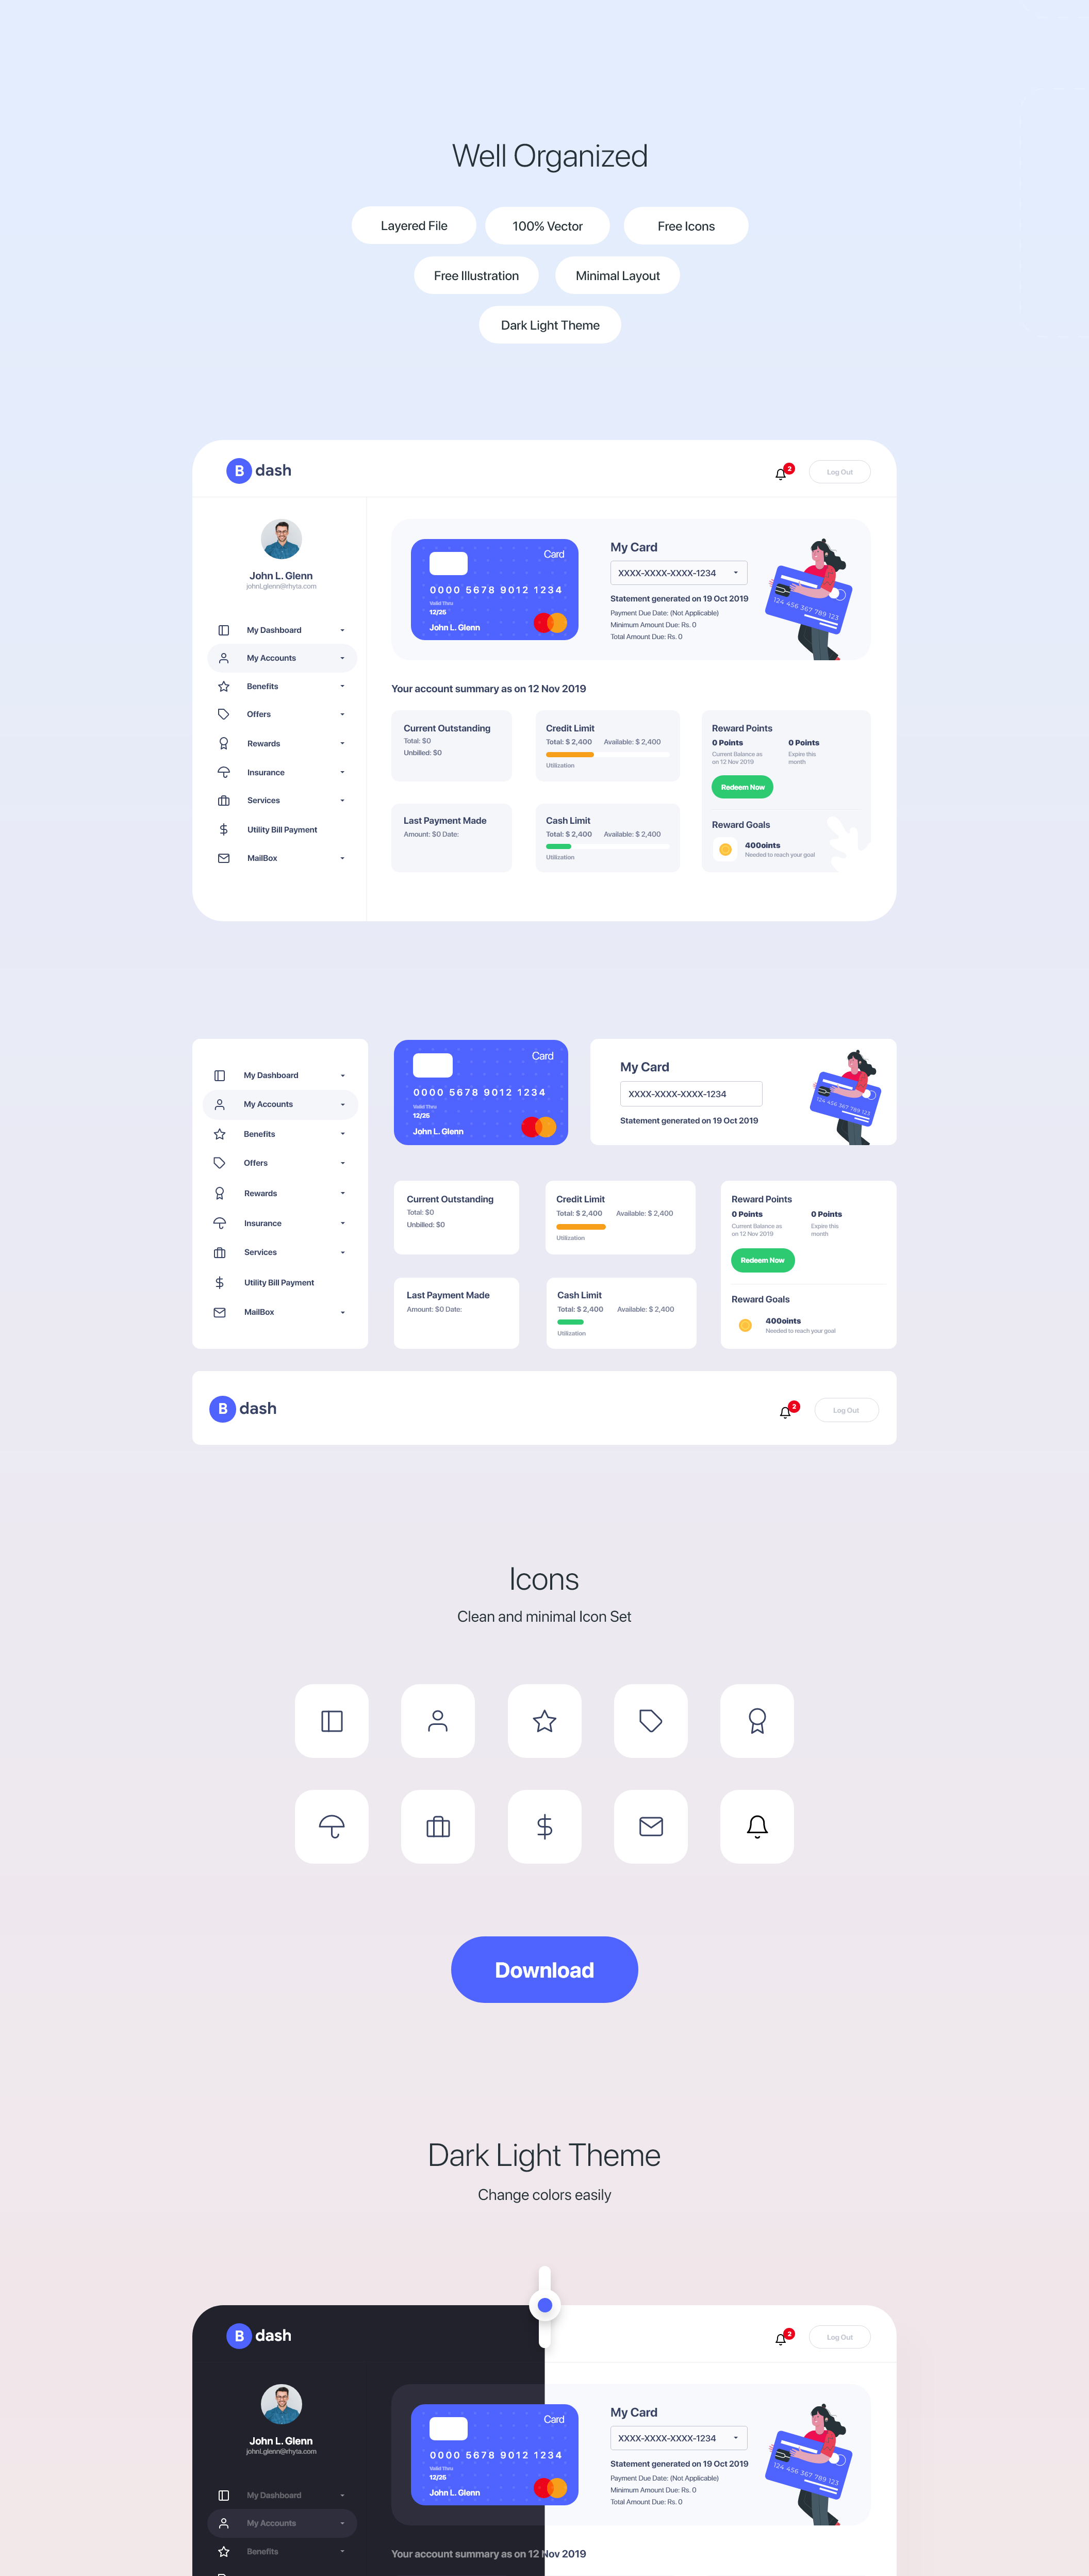 Well Organized
Layered File
100% Vector
Free Icons
Free Illustration
Minimal Layout
Dark Light Theme
B dash
2
Log Out
John L. Glenn
johnl.glenn@rhyta.com
My Dashboard
My Accounts
Benefits
Offers
Rewards
Insurance
Services
Utility Bill Payment
MailBox
Card
0000 5678 9012 1234
Valid Thru
12/25
John L. Glenn
My Card
XXXX-XXXX-XXXX-1234
Statement generated on 19 Oct 2019
Payment Due Date: (Not Applicable)
Minimum Amount Due: Rs. 0
Total Amount Due: Rs. 0
124 456 367 789 123
Your account summary as on 12 Nov 2019
Current Outstanding
Total: $0
Unbilled: $0
Credit Limit
Total: $ 2,400 Available: $ 2,400
Utilization
Last Payment Made
Amount: $0 Date:
Cash Limit
Total: $ 2,400 Available: $ 2,400
Utilization
Reward Points
0 Points
Current Balance as
on 12 Nov 2019
0 Points
Expire this
month
Redeem Now
Reward Goals
400oints
Needed to reach your goal
My Dashboard
My Accounts
Benefits
Offers
Rewards
Insurance
Services
Utility Bill Payment
MailBox
Card
0000 5678 9012 1234
Valid Thru
12/25
John L. Glenn
My Card
XXXX-XXXX-XXXX-1234
Statement generated on 19 Oct 2019
124 456 367 789 123
Current Outstanding
Total: $0
Unbilled: $0
Credit Limit
Total: $ 2,400 Available: $ 2,400
Utilization
Last Payment Made
Amount: $0 Date:
Cash Limit
Total: $ 2,400 Available: $ 2,400
Utilization
Reward Points
0 Points
Current Balance as
on 12 Nov 2019
0 Points
Expire this
month
Redeem Now
Reward Goals
400oints
Needed to reach your goal
B dash
2
Log Out
Icons
Clean and minimal Icon Set
Download
Dark Light Theme
Change colors easily
B dash
2
Log Out
John L. Glenn
johnl.glenn@rhyta.com
My Dashboard
My Accounts
Benefits
Card
0000 5678 9012 1234
Valid Thru
12/25
John L. Glenn
My Card
XXXX-XXXX-XXXX-1234
Statement generated on 19 Oct 2019
Payment Due Date: (Not Applicable)
Minimum Amount Due: Rs. 0
Total Amount Due: Rs. 0
124 456 367 789 123
Your account summary as on 12 Nov 2019